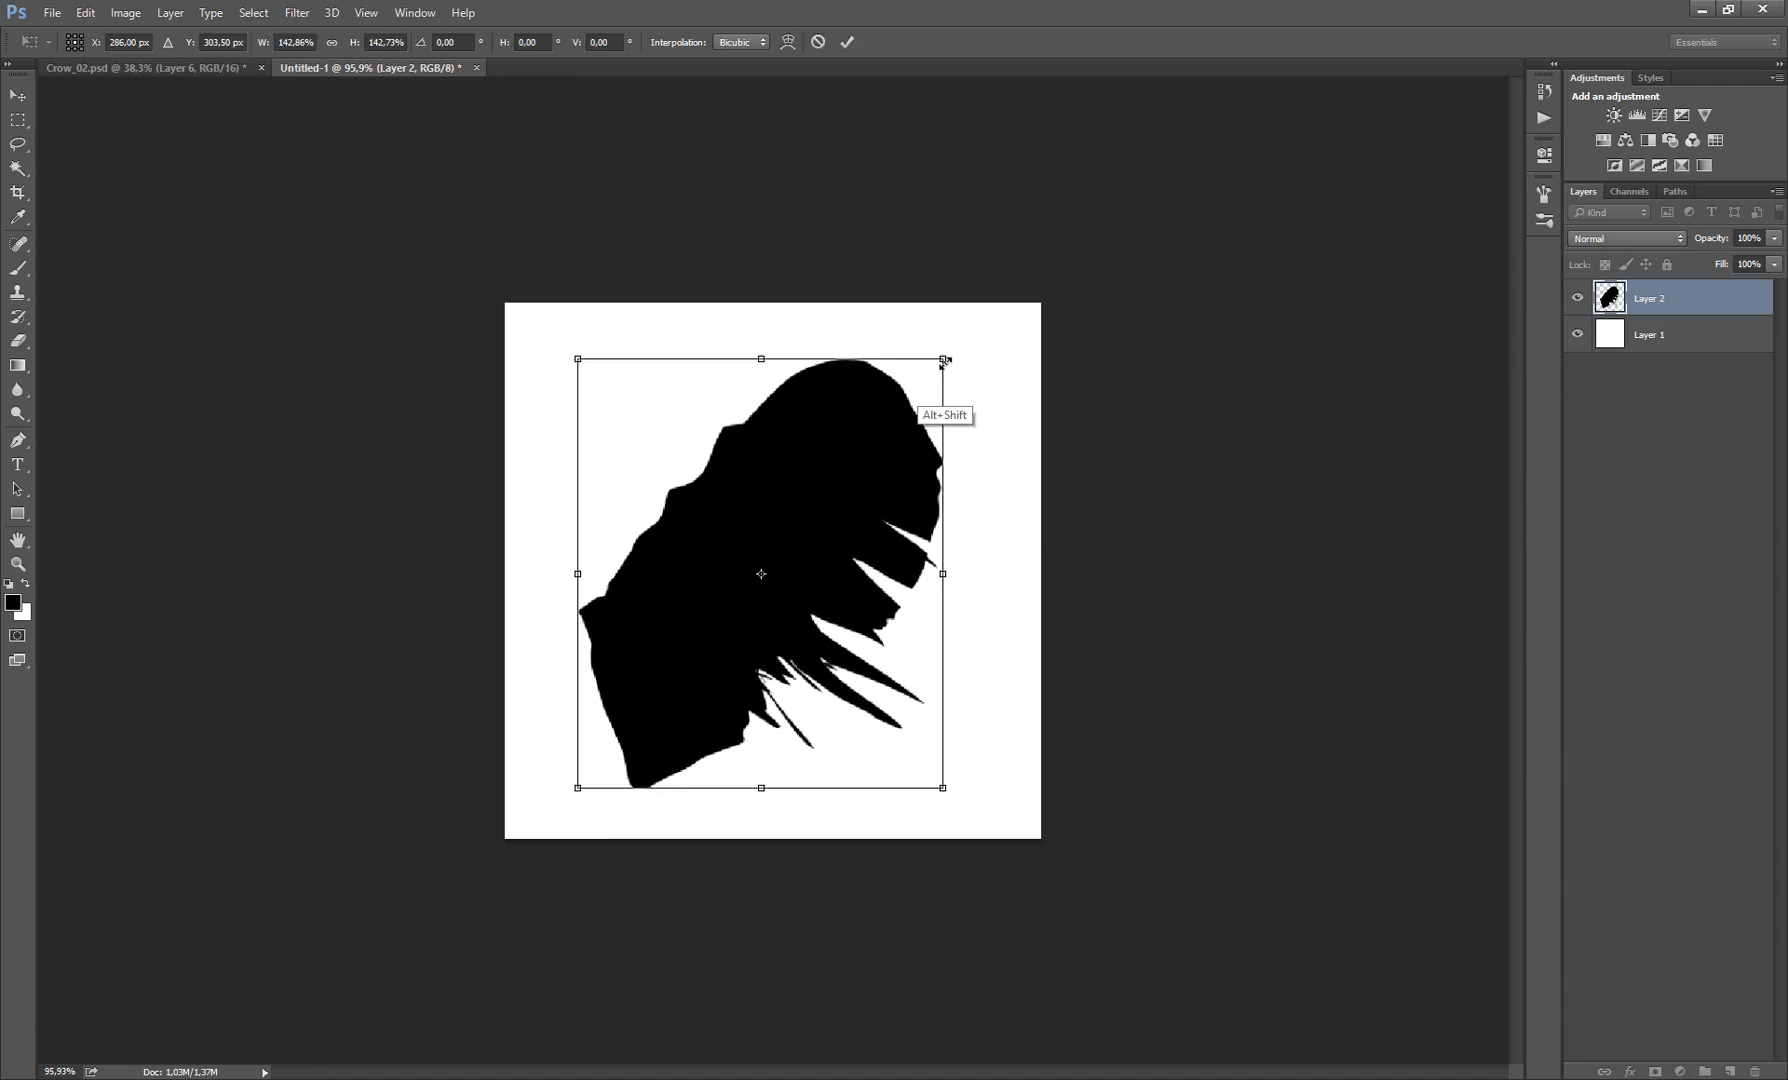 Ps File Edit Image Layer Type Select Filter 3D View Window Help
X: 286,00 px Y: 303,50 px W: 142,86% H: 142,73% 0,00 ° H: 0,00 ° V: 0,00 ° Interpolation: Bicubic Essentials
Crow_02.psd @ 38,3% (Layer 6, RGB/16) * × Untitled-1 @ 95,9% (Layer 2, RGB/8) * ×
Adjustments Styles
Add an adjustment
Layers Channels Paths
Kind
Normal Opacity: 100%
Lock: Fill: 100%
Layer 2
Layer 1
Alt+Shift
95,93% Doc: 1,03M/1,37M